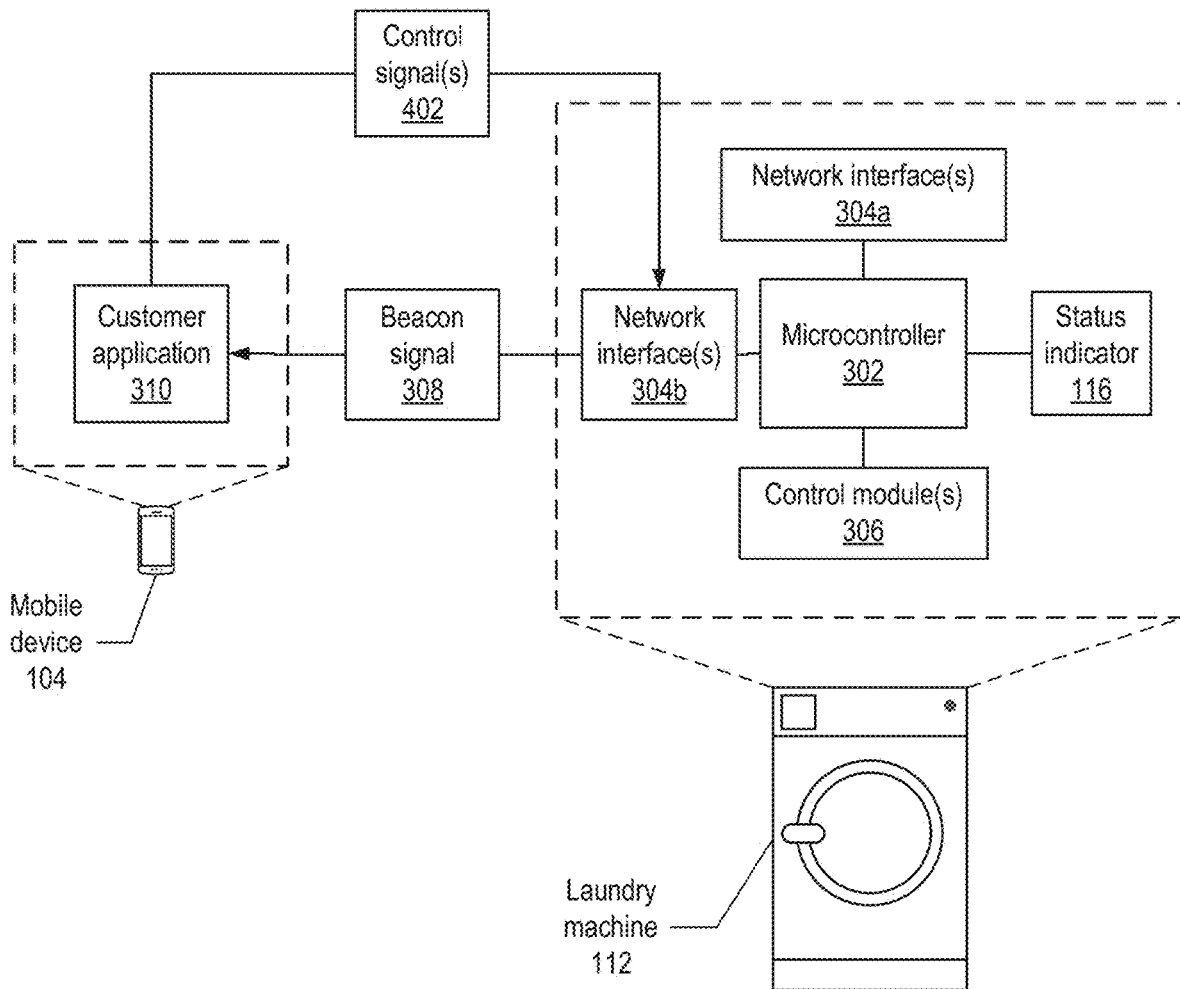 Control
signal(s)
402
Network interface(s)
304a
Customer
application
310
Beacon
signal
308
Network
interface(s)
304b
Microcontroller
302
Status
indicator
116
Control module(s)
306
Mobile
device
104
Laundry
machine
112